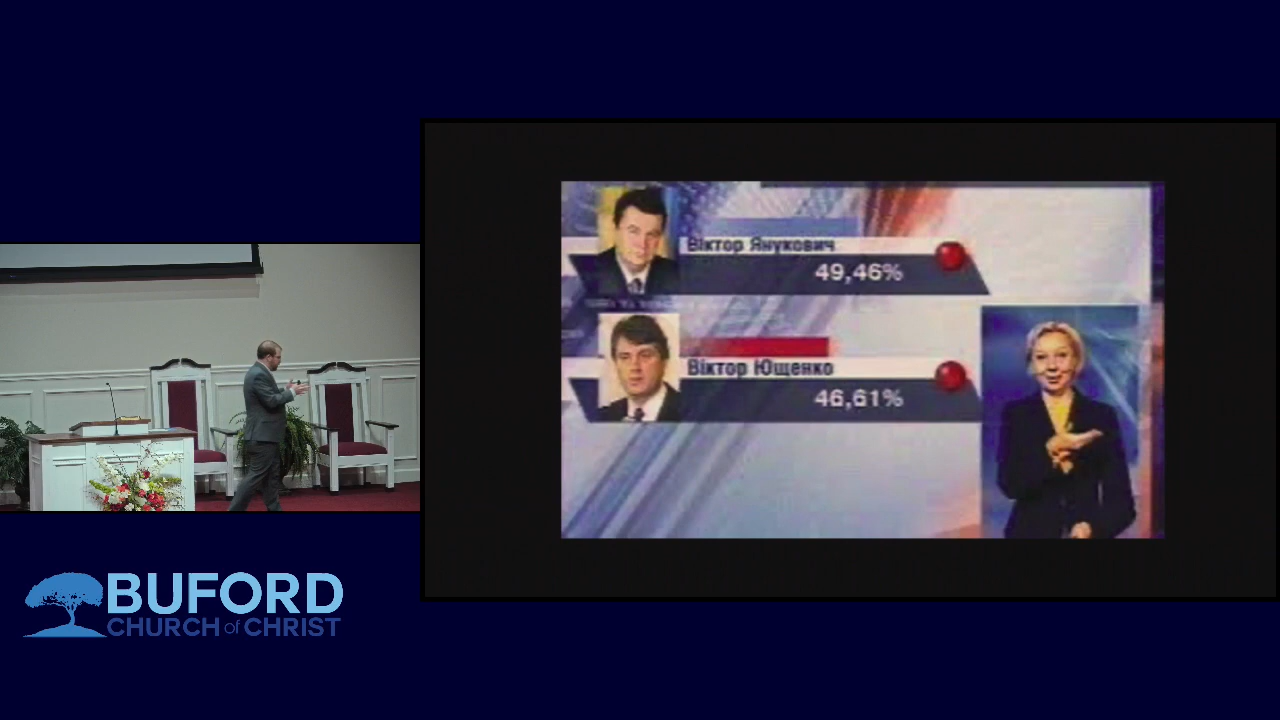 Віктор Янукович
49,46%
Віктор Ющенко
46,61%
BUFORD
CHURCH of CHRIST